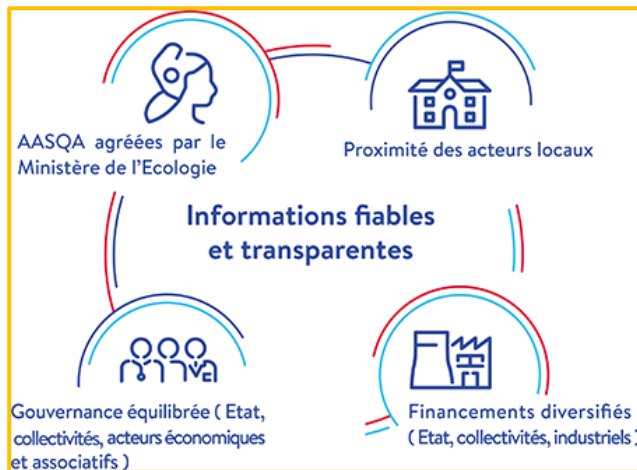 AASQA agréées par le
Ministère de l'Ecologie
Proximité des acteurs locaux
Informations fiables
et transparentes
Gouvernance équilibrée ( Etat,
collectivités, acteurs économiques
et associatifs )
Financements diversifiés
( Etat, collectivités, industriels )